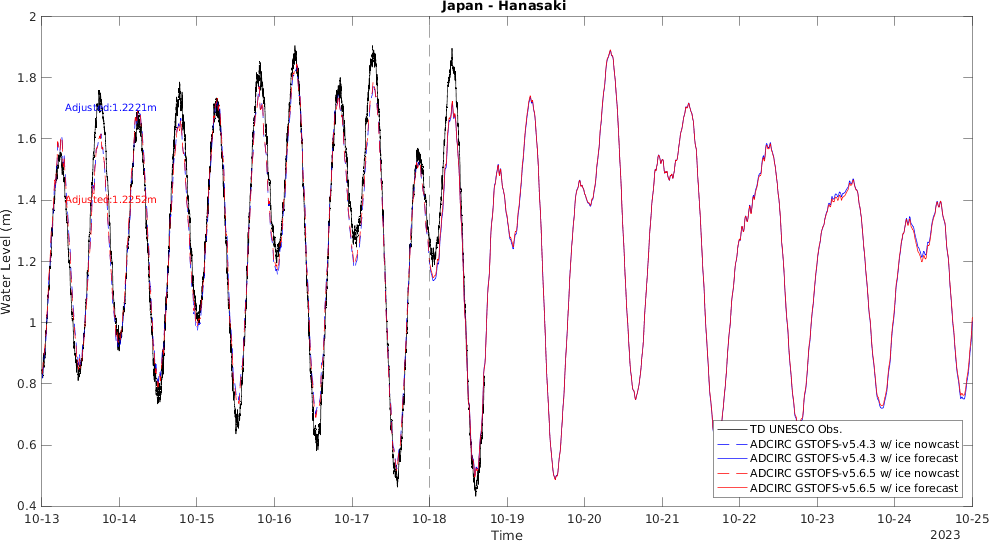 Japan - Hanasaki
2
1.8
1.6
1.4
1.2
1
0.8
0.6
0.4
Water Level (m)
Adjusted:1.2221m
Adjusted:1.2252m
TD UNESCO Obs.
ADCIRC GSTOFS-v5.4.3 w/ ice nowcast
ADCIRC GSTOFS-v5.4.3 w/ ice forecast
ADCIRC GSTOFS-v5.6.5 w/ ice nowcast
ADCIRC GSTOFS-v5.6.5 w/ ice forecast
10-13 10-14 10-15 10-16 10-17 10-18 10-19 10-20 10-21 10-22 10-23 10-24 10-25
Time
2023